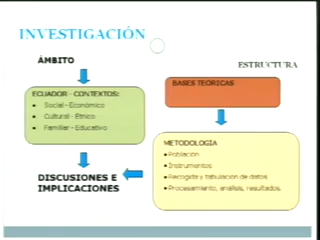 INVESTIGACIÓN
ÁMBITO
ESTRUCTURA
ECUADOR - CONTEXTOS:
• Social - Económico
• Cultural - Étnico
• Familiar - Educativo
BASES TEORICAS
METODOLOGIA
• Población
• Instrumentos
• Recogida y tabulación de datos
• Procesamiento, análisis, resultados.
DISCUSIONES E
IMPLICACIONES